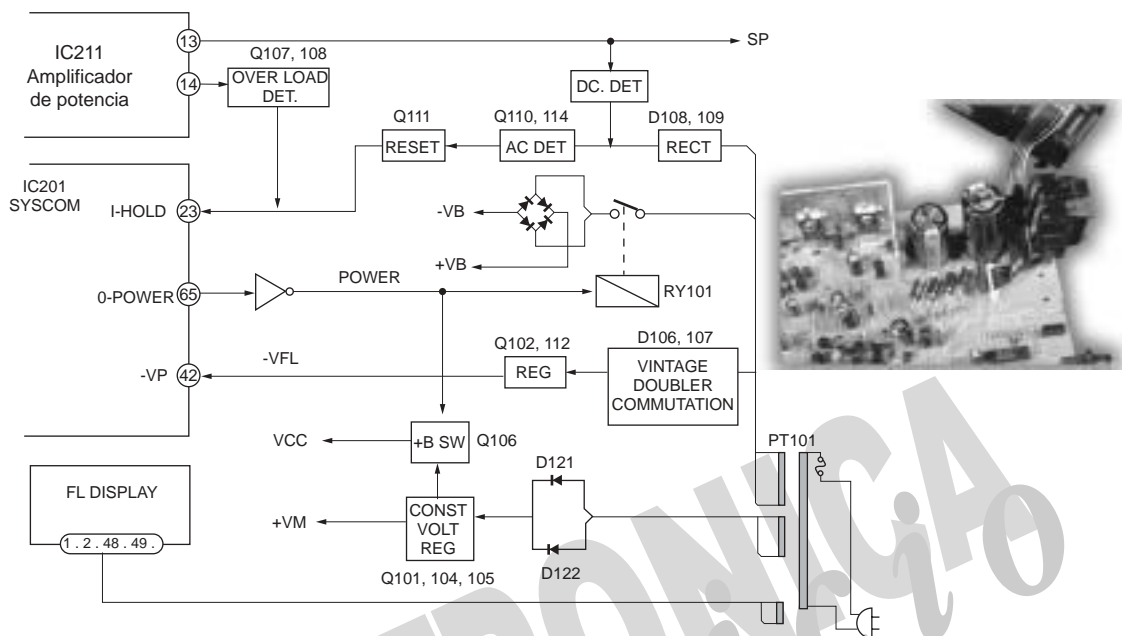 13
SP
IC211
Amplificador
de potencia
14
Q107, 108
OVER LOAD
DET.
DC. DET
Q111
RESET
Q110, 114
AC DET
D108, 109
RECT
IC201
SYSCOM
I-HOLD
23
-VB
+VB
0-POWER
65
POWER
RY101
-VP
42
-VFL
Q102, 112
REG
D106, 107
VINTAGE
DOUBLER
COMMUTATION
VCC
+B SW
Q106
PT101
FL DISPLAY
1 . 2 . 48 . 49 .
+VM
CONST
VOLT
REG
Q101, 104, 105
D121
D122